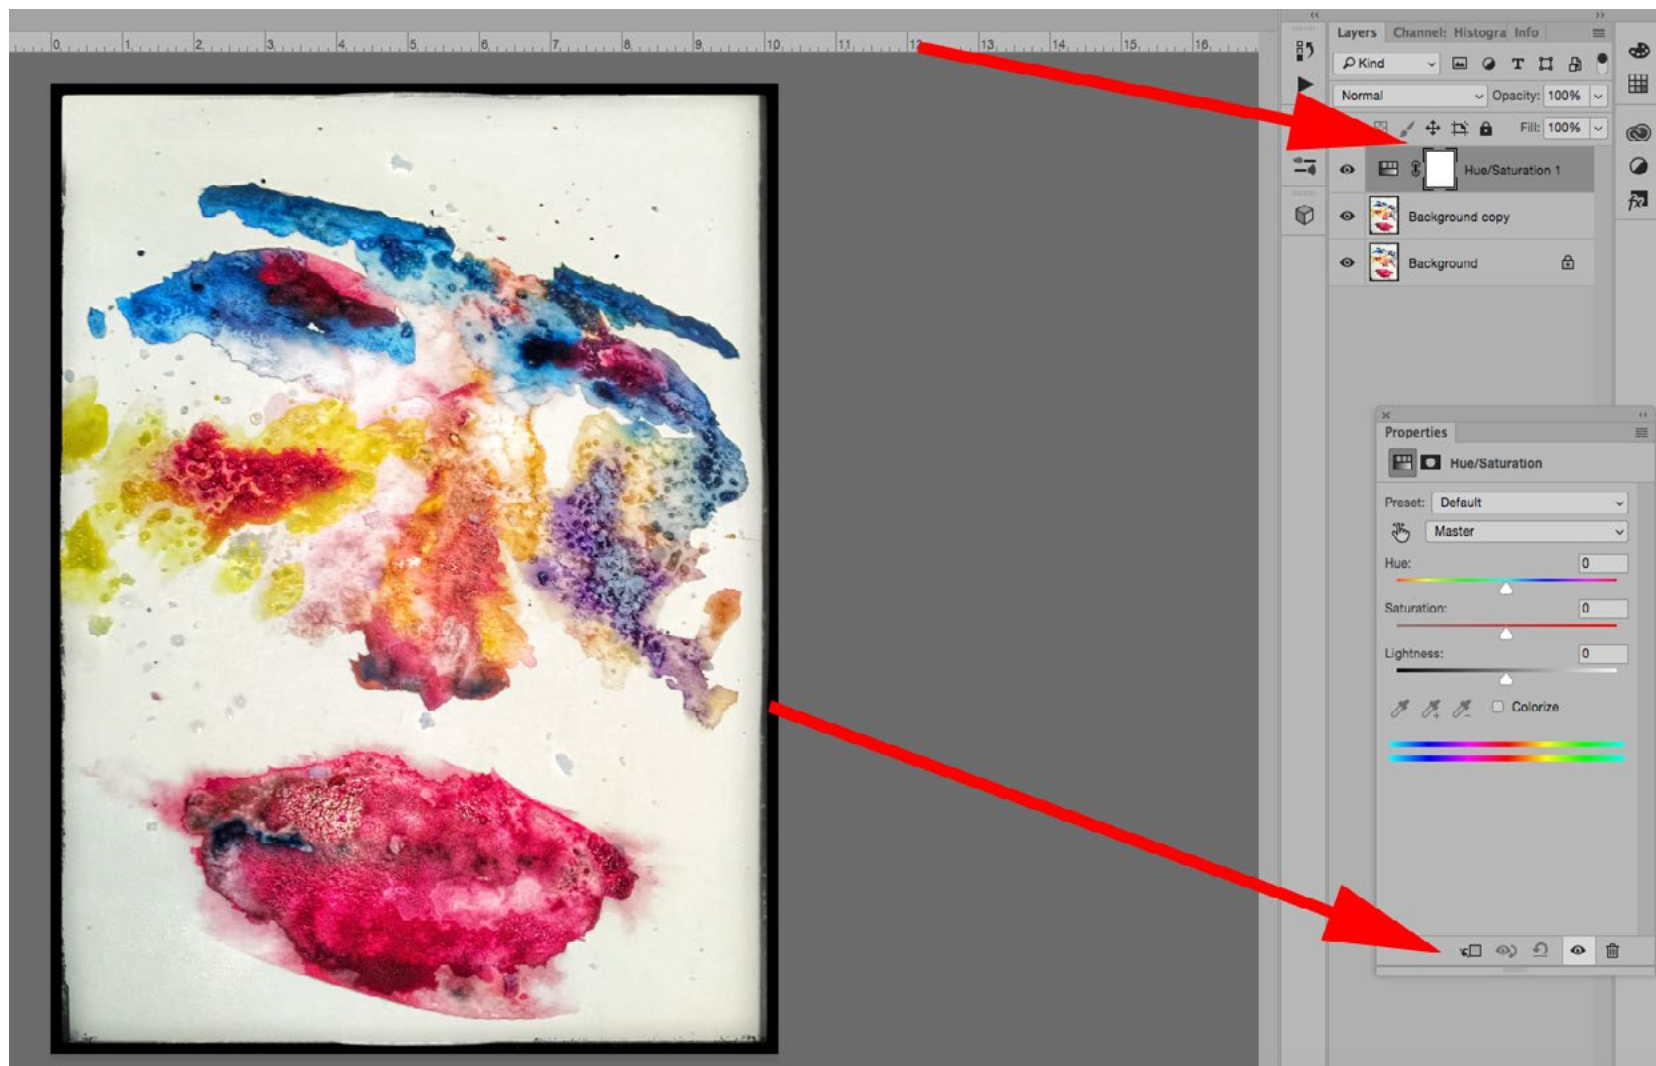 0 1 2 3 4 5 6 7 8 9 10 11 12 13 14 15 16
Layers Channel: Histogra Info
Kind
Normal Opacity: 100%
Fill: 100%
Hue/Saturation 1
Background copy
Background
Properties
Hue/Saturation
Preset: Default
Master
Hue: 0
Saturation: 0
Lightness: 0
Colorize